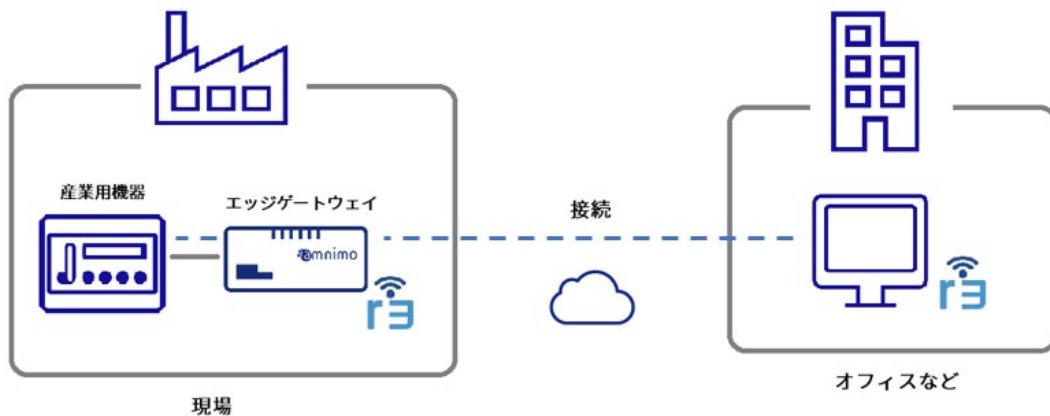 産業用機器
エッジゲートウェイ
amnimo
r3
現場
接続
r3
オフィスなど